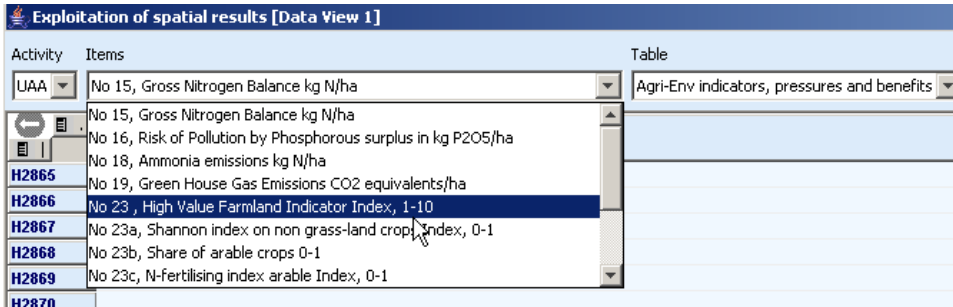 Exploitation of spatial results [Data View 1]
Activity Items Table
UAA No 15, Gross Nitrogen Balance kg N/ha Agri-Env indicators, pressures and benefits
No 15, Gross Nitrogen Balance kg N/ha
No 16, Risk of Pollution by Phosphorous surplus in kg P2O5/ha
No 18, Ammonia emissions kg N/ha
H2865
No 19, Green House Gas Emissions CO2 equivalents/ha
H2866
No 23 , High Value Farmland Indicator Index, 1-10
H2867
No 23a, Shannon index on non grass-land crops Index, 0-1
H2868
No 23b, Share of arable crops 0-1
H2869
No 23c, N-fertilising index arable Index, 0-1
H2870